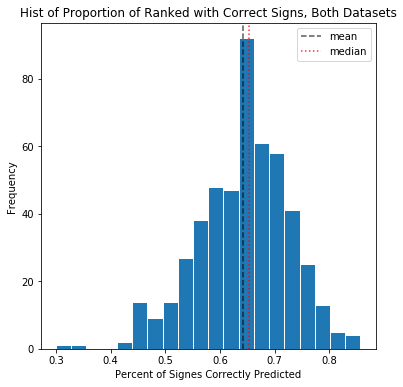 Hist of Proportion of Ranked with Correct Signs, Both Datasets
mean
median
Frequency
80
60
40
20
0
0.3 0.4 0.5 0.6 0.7 0.8
Percent of Signes Correctly Predicted